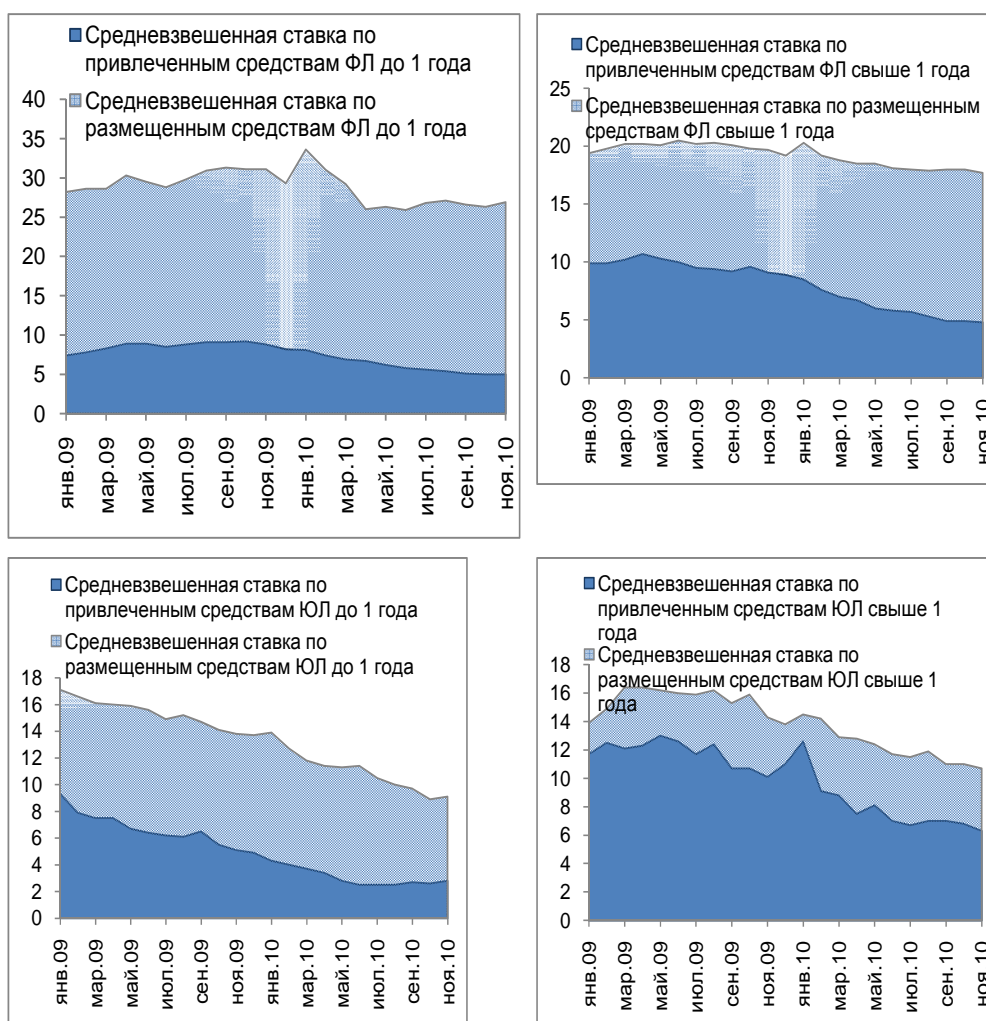 Средневзвешенная ставка по
привлеченным средствам ФЛ до 1 года
Средневзвешенная ставка по
размещенным средствам ФЛ до 1 года
40
35
30
25
20
15
10
5
0
янв.09
мар.09
май.09
июл.09
сен.09
ноя.09
янв.10
мар.10
май.10
июл.10
сен.10
ноя.10
Средневзвешенная ставка по
привлеченным средствам ФЛ свыше 1 года
Средневзвешенная ставка по размещенным
средствам ФЛ свыше 1 года
25
20
15
10
5
0
янв.09
мар.09
май.09
июл.09
сен.09
ноя.09
янв.10
мар.10
май.10
июл.10
сен.10
ноя.10
Средневзвешенная ставка по
привлеченным средствам ЮЛ до 1 года
Средневзвешенная ставка по
размещенным средствам ЮЛ до 1 года
18
16
14
12
10
8
6
4
2
0
янв.09
мар.09
май.09
июл.09
сен.09
ноя.09
янв.10
мар.10
май.10
июл.10
сен.10
ноя.10
Средневзвешенная ставка по
привлеченным средствам ЮЛ свыше 1
года
Средневзвешенная ставка по
размещенным средствам ЮЛ свыше 1
года
18
16
14
12
10
8
6
4
2
0
янв.09
мар.09
май.09
июл.09
сен.09
ноя.09
янв.10
мар.10
май.10
июл.10
сен.10
ноя.10